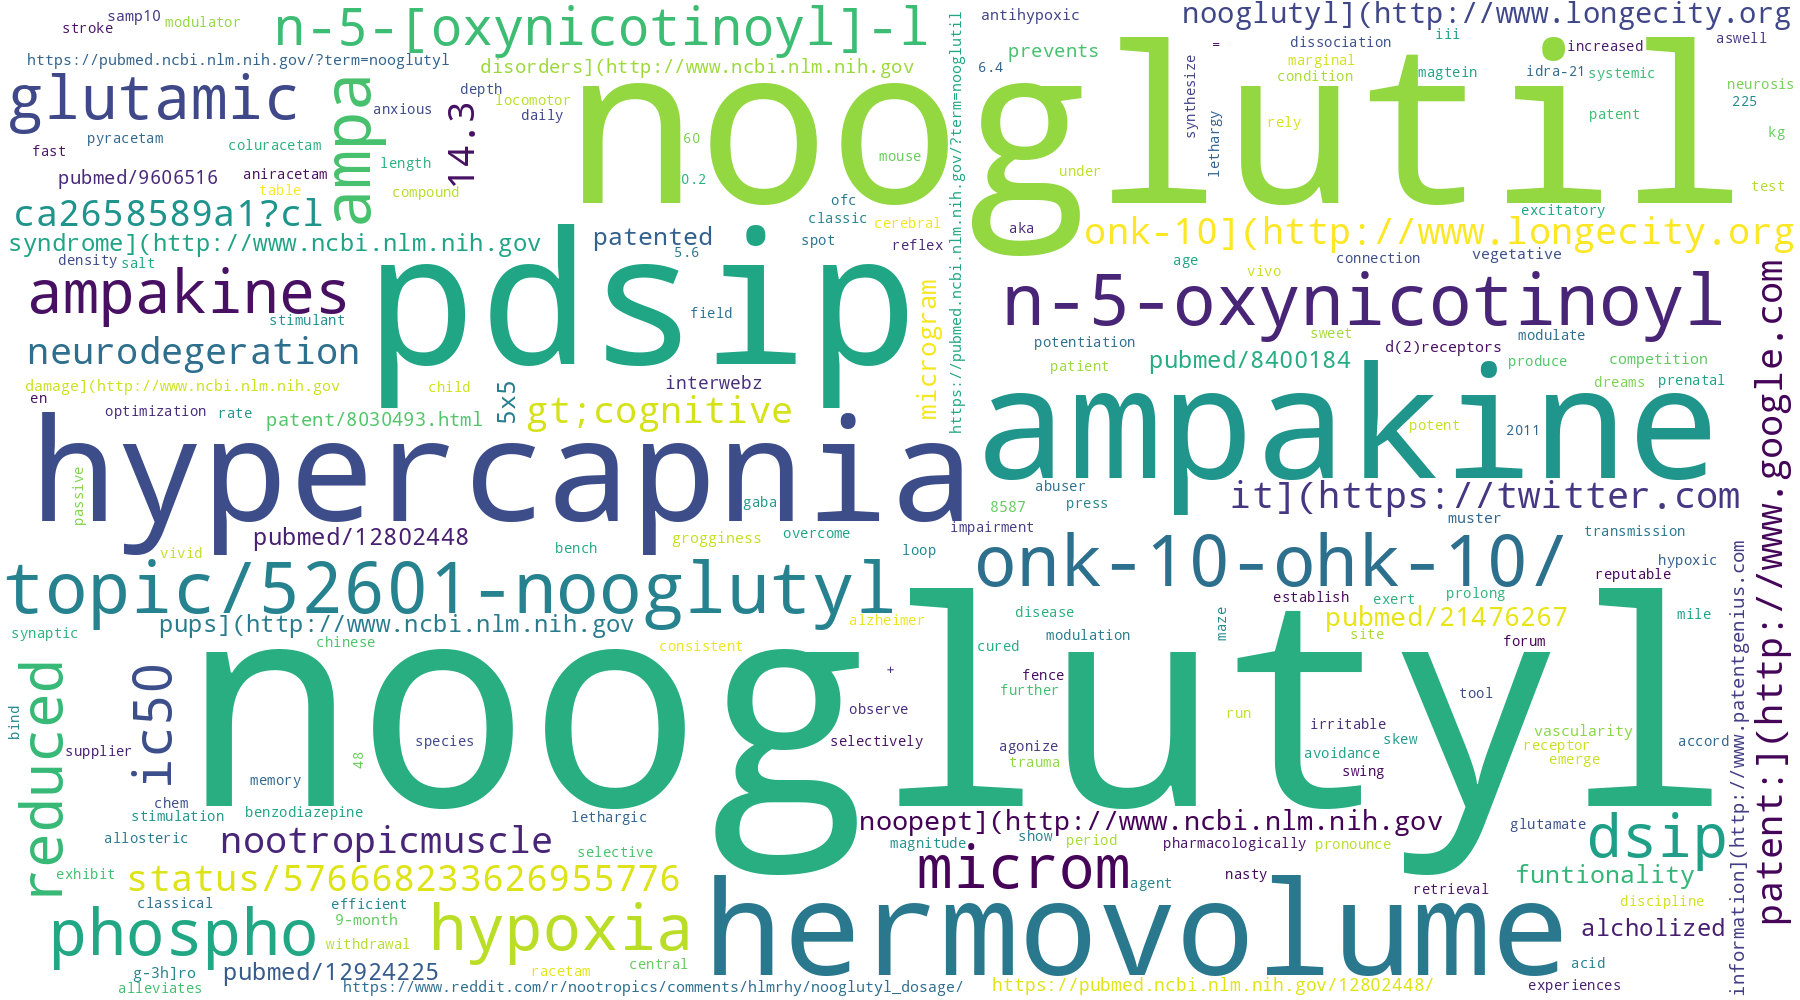 stroke
samp10
modulator
n-5-[oxynicotinoyl]-l
antihypoxic
nooglutyl](http://www.longecity.org
https://pubmed.ncbi.nlm.nih.gov/?term=nooglutyl
disorders](http://www.ncbi.nlm.nih.gov
https://pubmed.ncbi.nlm.nih.gov/?term=nooglutil
prevents
6.4
=
dissociation
iii
increased
aswell
marginal
condition
magtein
idra-21
systemic
neurosis
225
glutamic
ampa
anxious
depth
locomotor
daily
14.3
nooglutil
synthesize
lethargy
rely
patent
kg
pyracetam
fast
coluracetam
length
60
mouse
pubmed/9606516
aniracetam
table
compound
0.2
under
test
ca2658589a1?cl
ofc
classic
cerebral
spot
reflex
aka
excitatory
onk-10](http://www.longecity.org
syndrome](http://www.ncbi.nlm.nih.gov
patented
5.6
density
salt
age
vivo
connection
vegetative
ampakines
stimulant
pdsip
field
microgram
n-5-oxynicotinoyl
patent:](http://www.google.com
neurodegeration
potentiation
sweet
modulate
d(2)receptors
patient
pubmed/8400184
produce
competition
dreams
prenatal
damage](http://www.ncbi.nlm.nih.gov
en
child
interwebz
optimization
rate
patent/8030493.html
5x5
gt;cognitive
ampakine
potent
2011
hypercapnia
passive
gaba
abuser
press
8587
it](https://twitter.com
pubmed/12802448
vivid
bench
grogginess
overcome
loop
impairment
muster
transmission
onk-10-ohk-10/
hypoxic
reputable
information](http://www.patentgenius.com
topic/52601-nooglutyl
establish
exert
prolong
synaptic
pups](http://www.ncbi.nlm.nih.gov
alzheimer
disease
maze
pubmed/21476267
mile
chinese
consistent
modulation
site
forum
cured
reduced
ic50
nooglutyl
+
fence
further
tool
bind
observe
run
irritable
supplier
species
selectively
agonize
trauma
avoidance
skew
vascularity
receptor
emerge
accord
48
memory
swing
chem
stimulation
benzodiazepine
lethargic
allosteric
nootropicmuscle
noopept](http://www.ncbi.nlm.nih.gov
magnitude
show
period
pharmacologically
pronounce
glutamate
dsip
selective
exhibit
status/576668233626955776
microm
agent
nasty
retrieval
funtionality
classical
efficient
9-month
discipline
phospho
withdrawal
hypoxia
hermovolume
alcholized
g-3h]ro
alleviates
pubmed/12924225
racetam
central
acid
https://www.reddit.com/r/nootropics/comments/hlmrhy/nooglutyl_dosage/
https://pubmed.ncbi.nlm.nih.gov/12802448/
experiences